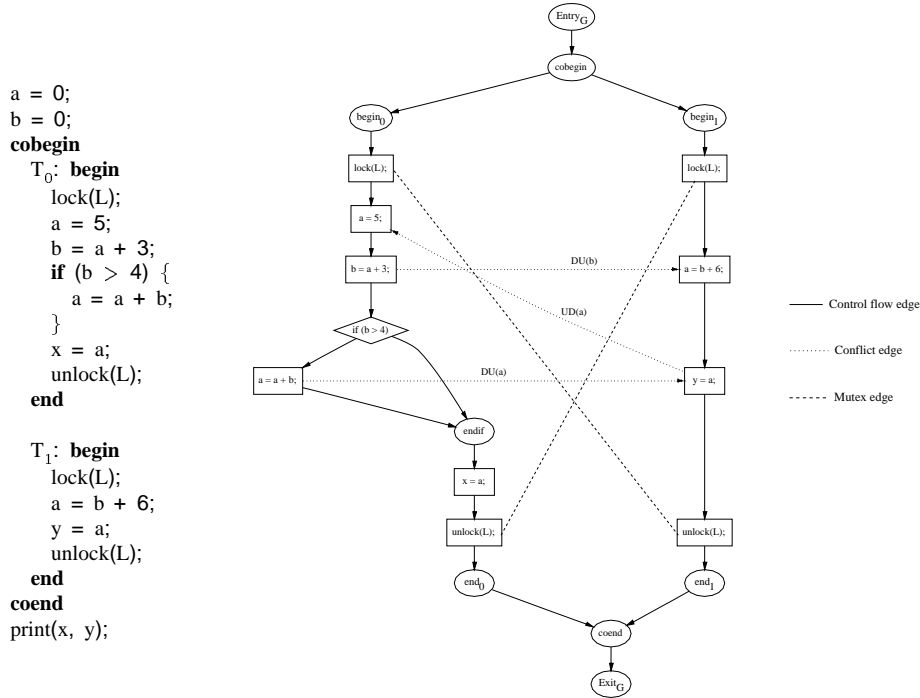 a = 0;
b = 0;
cobegin
T0: begin
lock(L);
a = 5;
b = a + 3;
if (b > 4) {
a = a + b;
}
x = a;
unlock(L);
end
T1: begin
lock(L);
a = b + 6;
y = a;
unlock(L);
end
coend
print(x, y);
EntryG
cobegin
begin0
begin1
lock(L);
lock(L);
a = 5;
b = a + 3;
DU(b)
a = b + 6;
UD(a)
if (b > 4)
a = a + b;
DU(a)
y = a;
endif
x = a;
unlock(L);
unlock(L);
end0
end1
coend
ExitG
Control flow edge
Conflict edge
Mutex edge